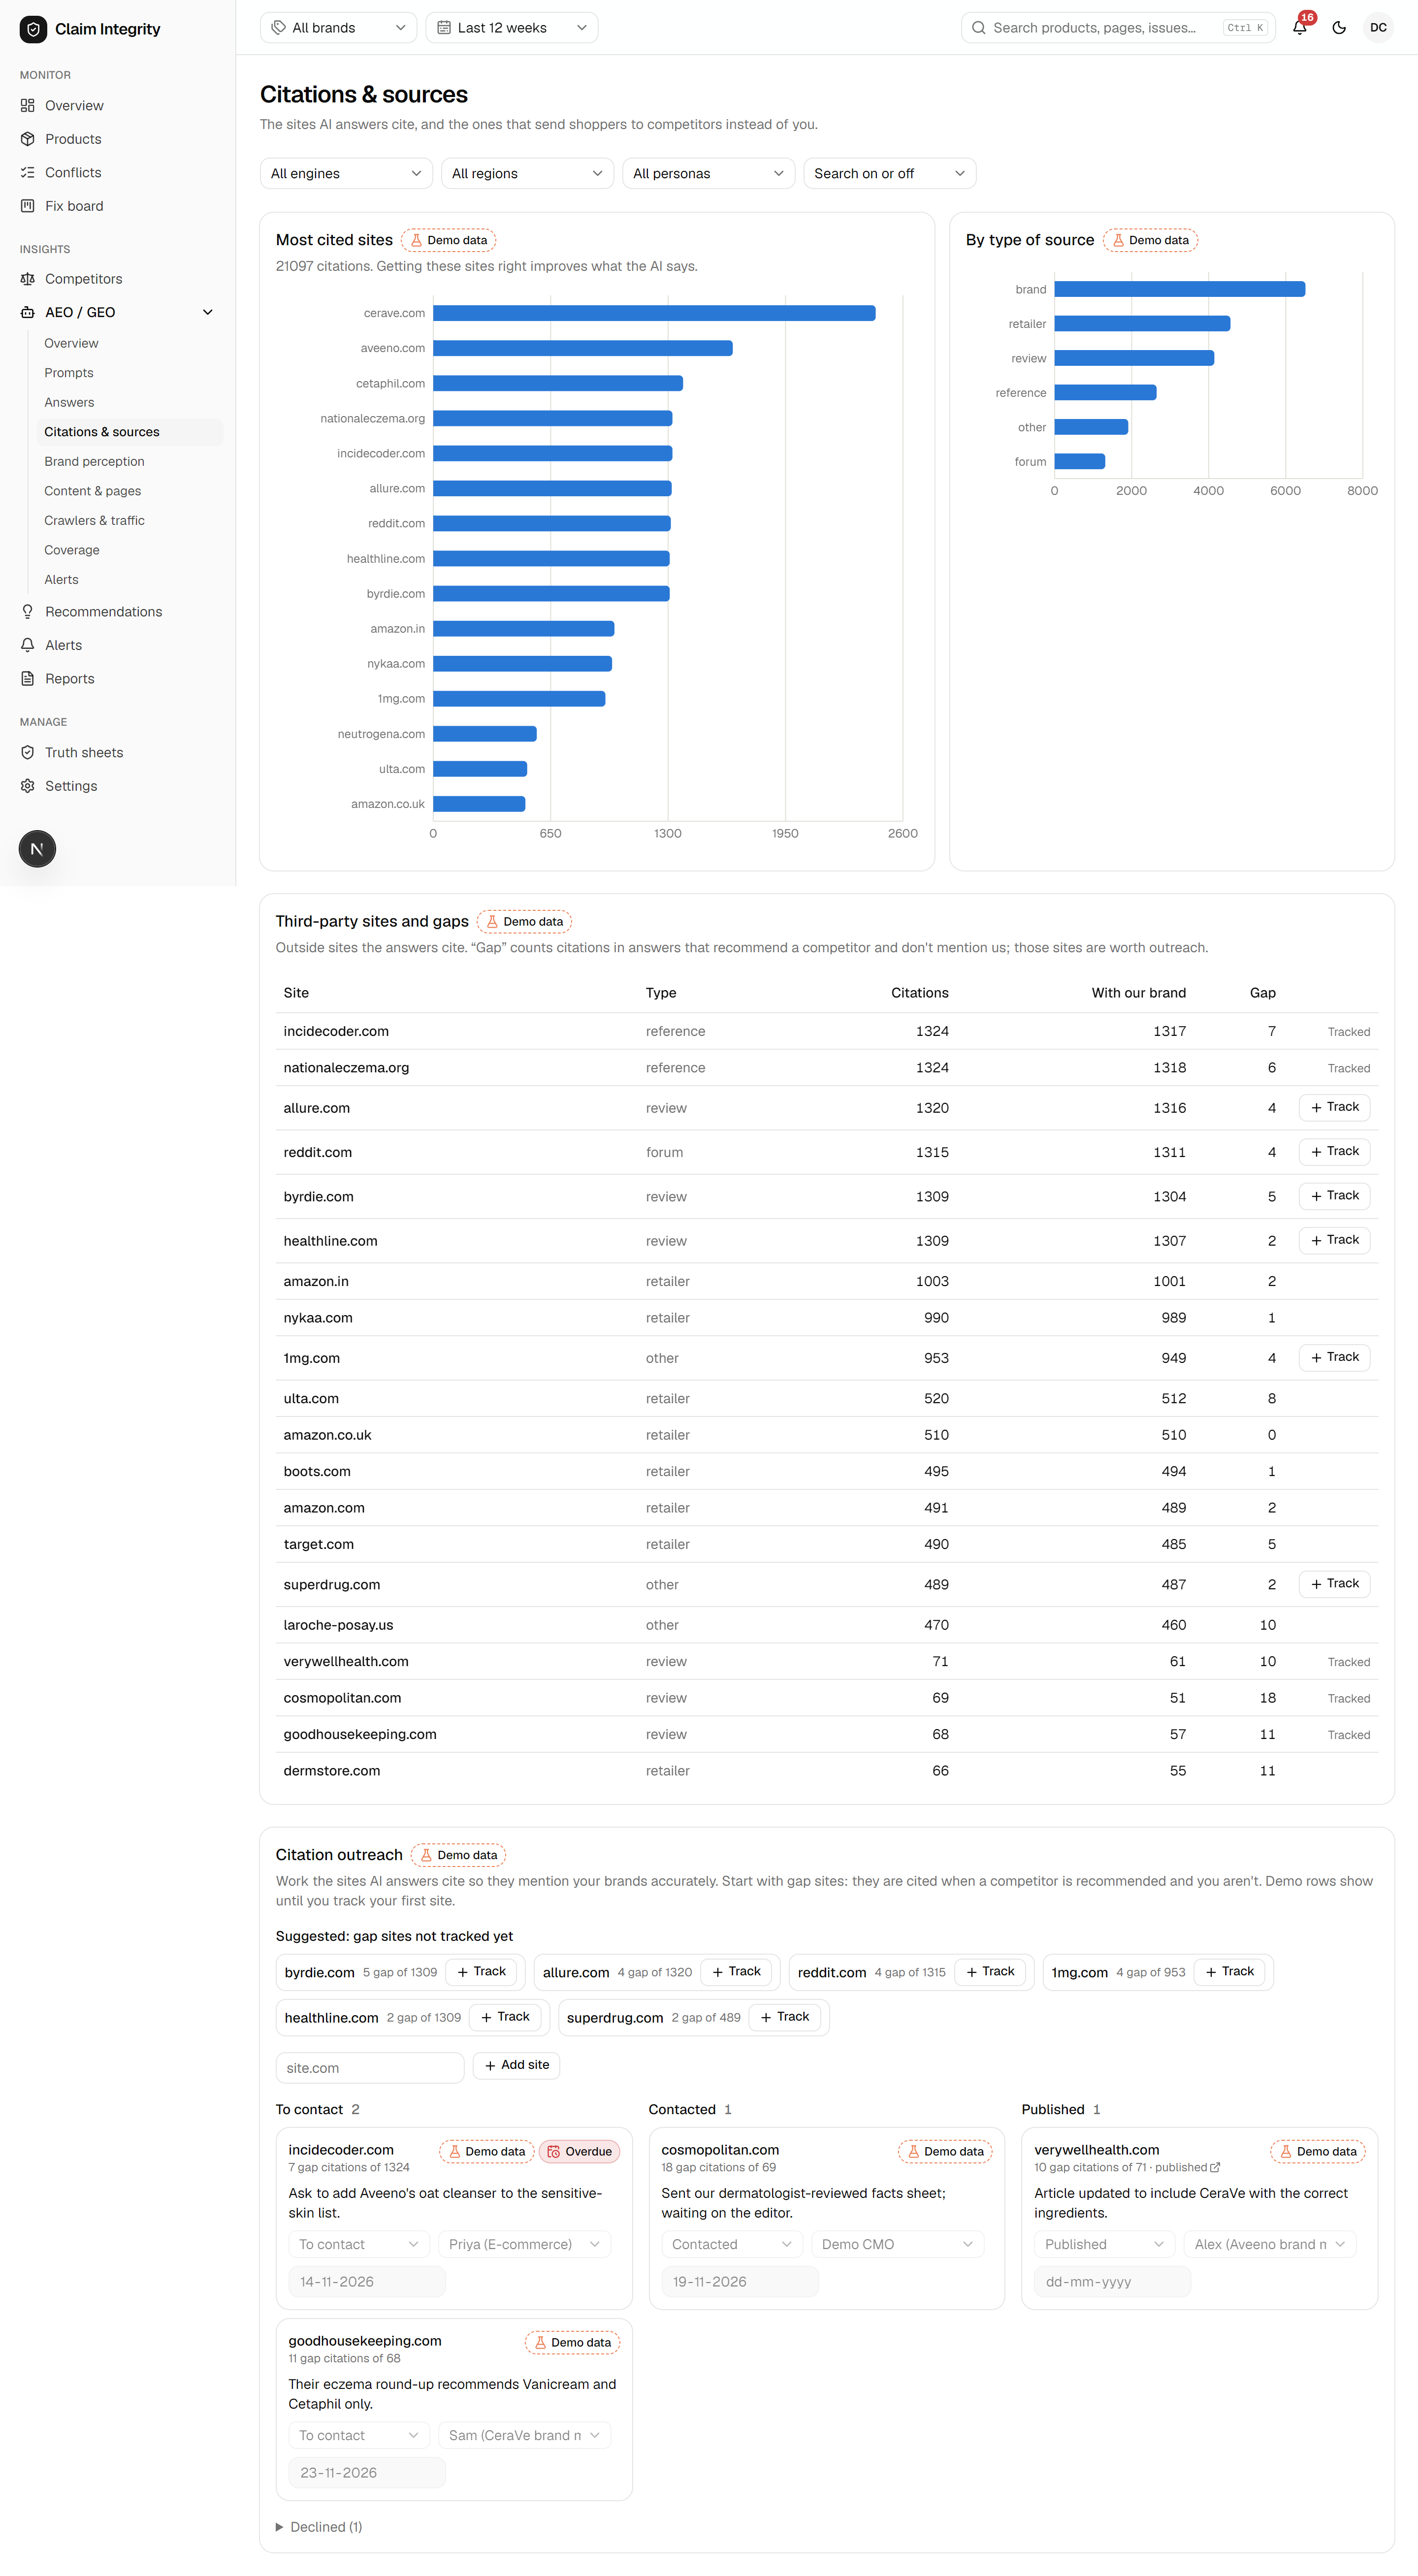 Claim Integrity
All brands
Last 12 weeks
Search products, pages, issues...
Ctrl K
16
DC
MONITOR
Overview
Products
Conflicts
Fix board
INSIGHTS
Competitors
AEO / GEO
Overview
Prompts
Answers
Citations & sources
Brand perception
Content & pages
Crawlers & traffic
Coverage
Alerts
Recommendations
Alerts
Reports
MANAGE
Truth sheets
Settings
N
Citations & sources
The sites AI answers cite, and the ones that send shoppers to competitors instead of you.
All engines
All regions
All personas
Search on or off
Most cited sites
Demo data
21097 citations. Getting these sites right improves what the AI says.
cerave.com
aveeno.com
cetaphil.com
nationaleczema.org
incidecoder.com
allure.com
reddit.com
healthline.com
byrdie.com
amazon.in
nykaa.com
1mg.com
neutrogena.com
ulta.com
amazon.co.uk
0 650 1300 1950 2600
By type of source
Demo data
brand
retailer
review
reference
other
forum
0 2000 4000 6000 8000
Third-party sites and gaps
Demo data
Outside sites the answers cite. “Gap” counts citations in answers that recommend a competitor and don't mention us; those sites are worth outreach.
Site Type Citations With our brand Gap
incidecoder.com reference 1324 1317 7 Tracked
nationaleczema.org reference 1324 1318 6 Tracked
allure.com review 1320 1316 4 + Track
reddit.com forum 1315 1311 4 + Track
byrdie.com review 1309 1304 5 + Track
healthline.com review 1309 1307 2 + Track
amazon.in retailer 1003 1001 2
nykaa.com retailer 990 989 1
1mg.com other 953 949 4 + Track
ulta.com retailer 520 512 8
amazon.co.uk retailer 510 510 0
boots.com retailer 495 494 1
amazon.com retailer 491 489 2
target.com retailer 490 485 5
superdrug.com other 489 487 2 + Track
laroche-posay.us other 470 460 10
verywellhealth.com review 71 61 10 Tracked
cosmopolitan.com review 69 51 18 Tracked
goodhousekeeping.com review 68 57 11 Tracked
dermstore.com retailer 66 55 11
Citation outreach
Demo data
Work the sites AI answers cite so they mention your brands accurately. Start with gap sites: they are cited when a competitor is recommended and you aren't. Demo rows show
until you track your first site.
Suggested: gap sites not tracked yet
byrdie.com 5 gap of 1309 + Track
allure.com 4 gap of 1320 + Track
reddit.com 4 gap of 1315 + Track
1mg.com 4 gap of 953 + Track
healthline.com 2 gap of 1309 + Track
superdrug.com 2 gap of 489 + Track
site.com
+ Add site
To contact 2
incidecoder.com
Demo data
Overdue
7 gap citations of 1324
Ask to add Aveeno's oat cleanser to the sensitive-
skin list.
To contact
Priya (E-commerce)
14-11-2026
goodhousekeeping.com
Demo data
11 gap citations of 68
Their eczema round-up recommends Vanicream and
Cetaphil only.
To contact
Sam (CeraVe brand m
23-11-2026
Contacted 1
cosmopolitan.com
Demo data
18 gap citations of 69
Sent our dermatologist-reviewed facts sheet;
waiting on the editor.
Contacted
Demo CMO
19-11-2026
Published 1
verywellhealth.com
Demo data
10 gap citations of 71 · published
Article updated to include CeraVe with the correct
ingredients.
Published
Alex (Aveeno brand m
dd-mm-yyyy
Declined (1)